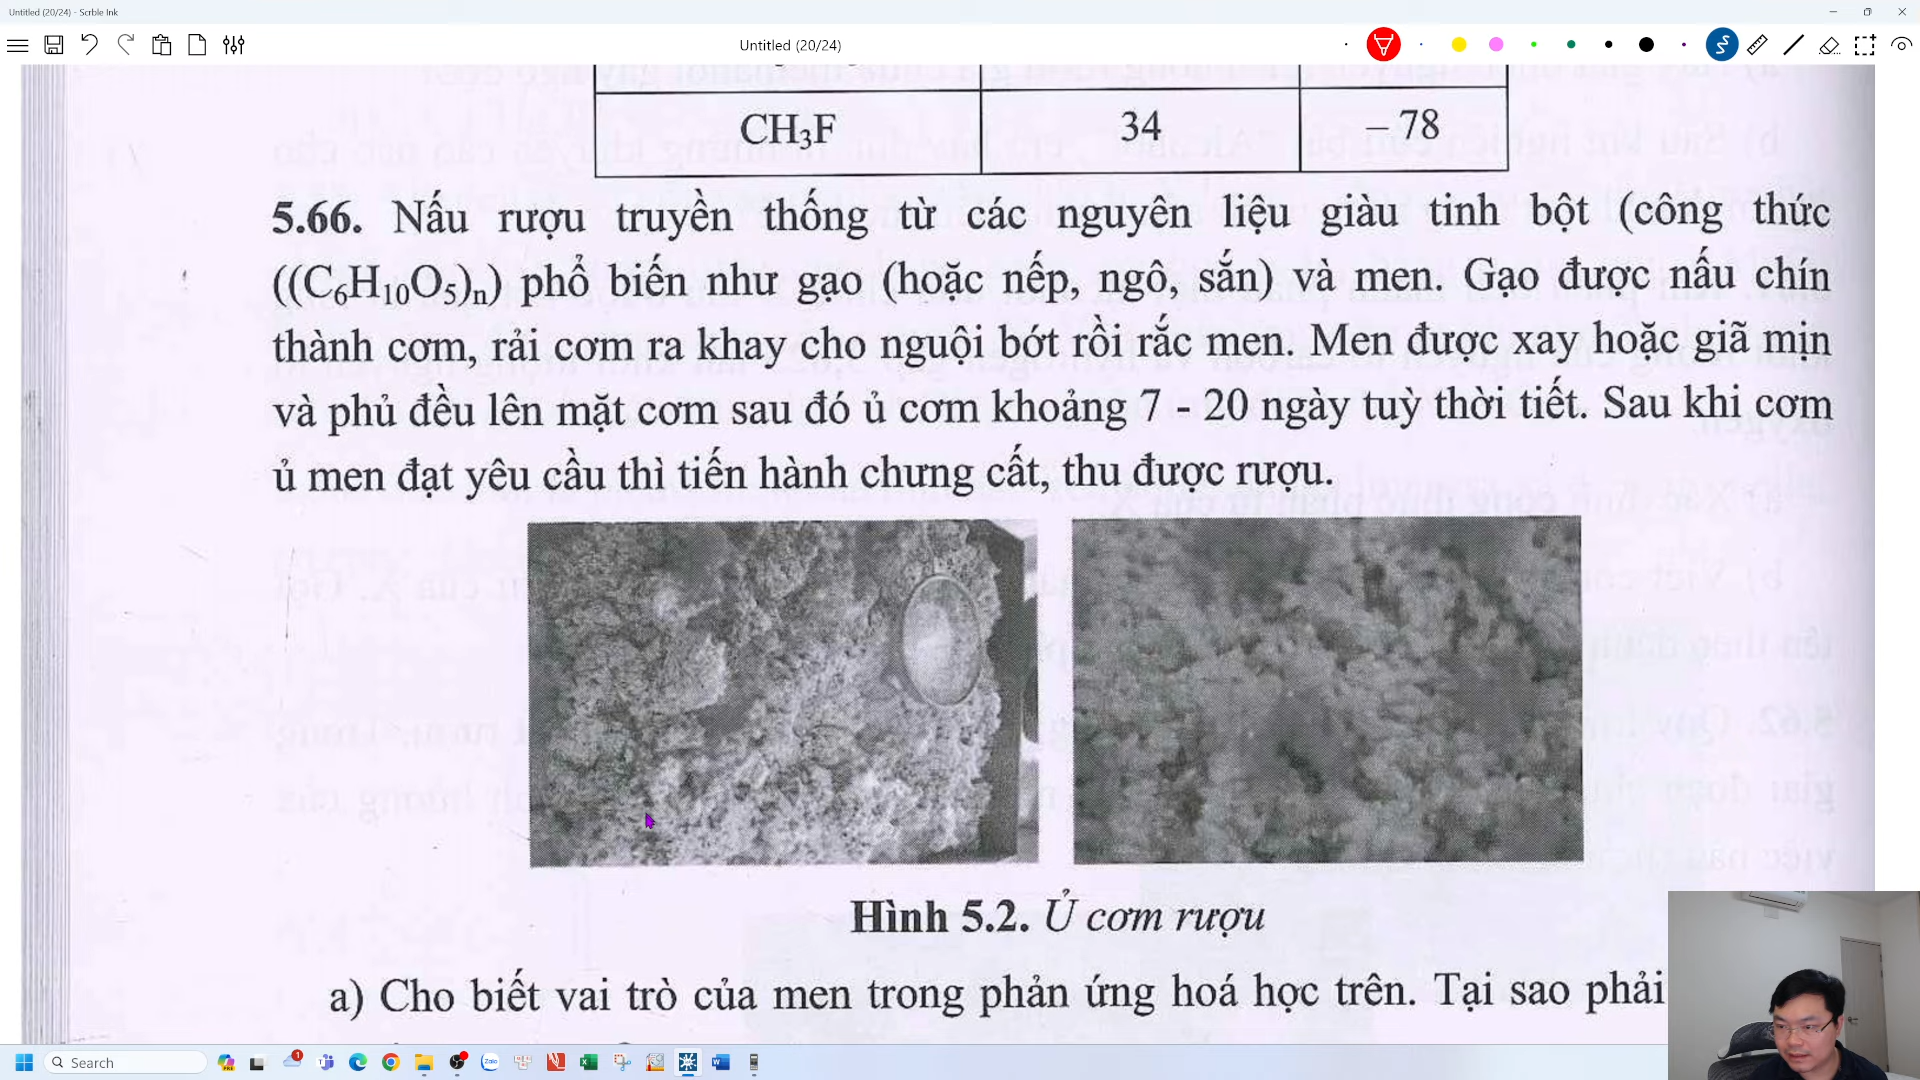 Untitled (20/24) - Scrble Ink
Untitled (20/24)
CH₃F 34 – 78
5.66. Nấu rượu truyền thống từ các nguyên liệu giàu tinh bột (công thức
((C₆H₁₀O₅)ₙ) phổ biến như gạo (hoặc nếp, ngô, sắn) và men. Gạo được nấu chín
thành cơm, rải cơm ra khay cho nguội bớt rồi rắc men. Men được xay hoặc giã mịn
và phủ đều lên mặt cơm sau đó ủ cơm khoảng 7 - 20 ngày tuỳ thời tiết. Sau khi cơm
ủ men đạt yêu cầu thì tiến hành chưng cất, thu được rượu.
Hình 5.2. Ủ cơm rượu
a) Cho biết vai trò của men trong phản ứng hoá học trên. Tại sao phải
Search